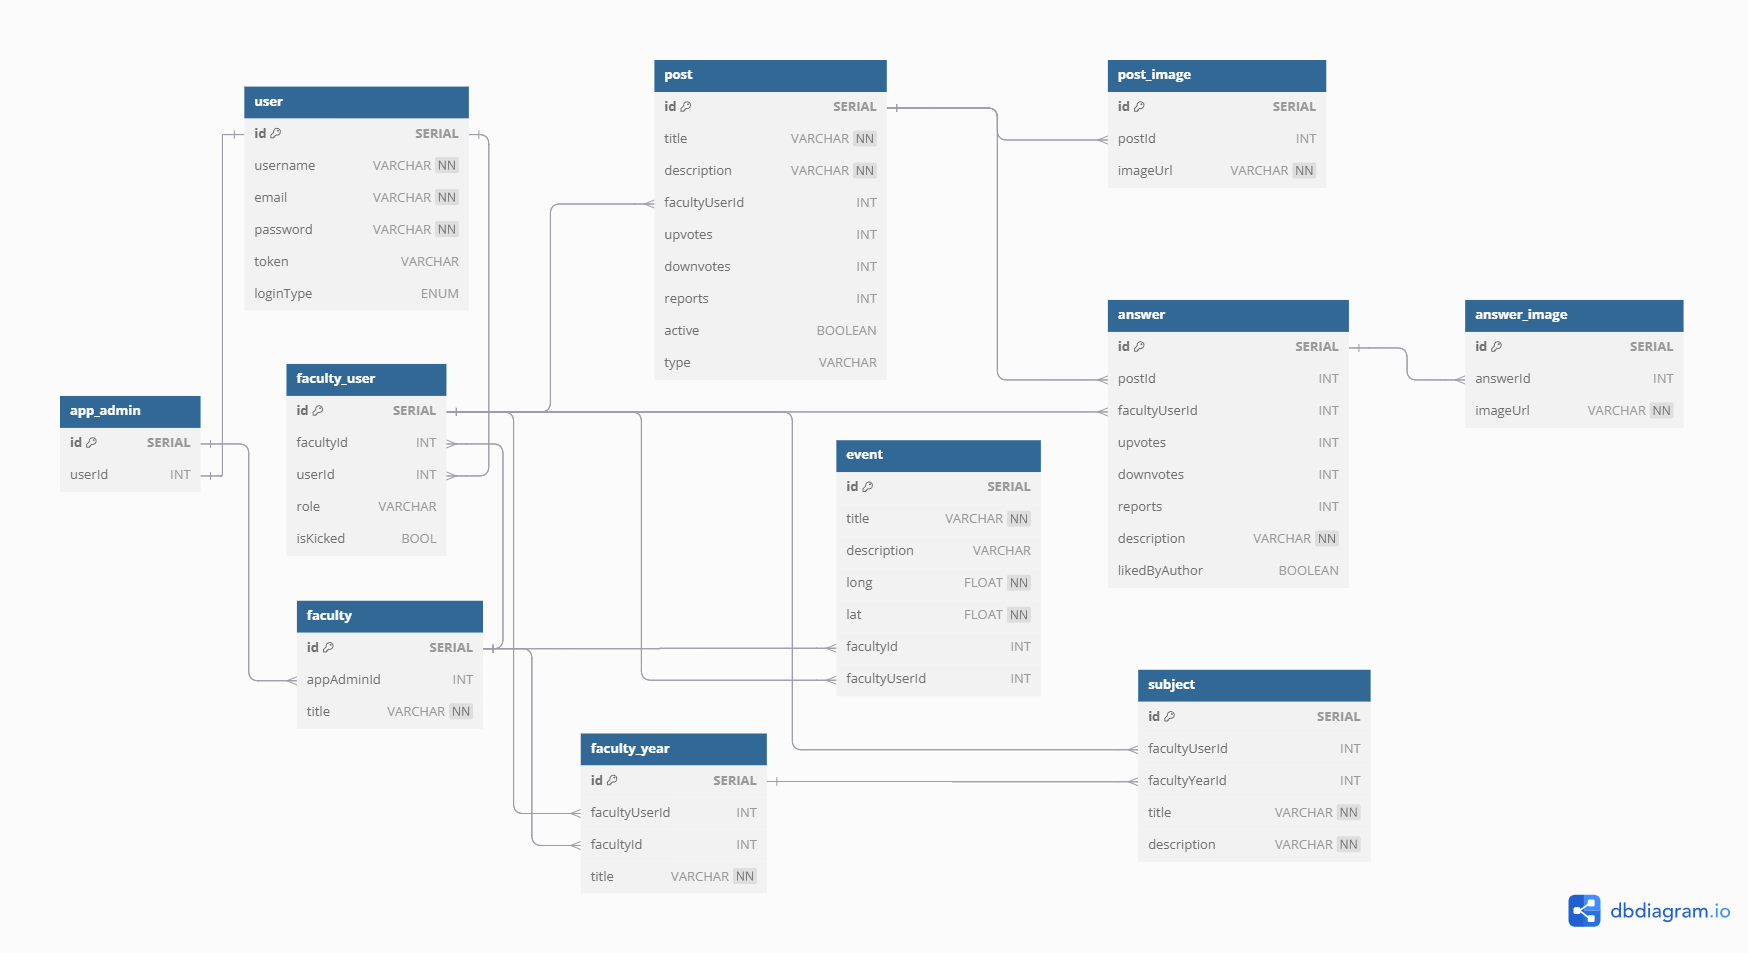 user
id SERIAL
username VARCHAR NN
email VARCHAR NN
password VARCHAR NN
token VARCHAR
loginType ENUM
faculty_user
id SERIAL
facultyId INT
userId INT
role VARCHAR
isKicked BOOL
app_admin
id SERIAL
userId INT
faculty
id SERIAL
appAdminId INT
title VARCHAR NN
post
id SERIAL
title VARCHAR NN
description VARCHAR NN
facultyUserId INT
upvotes INT
downvotes INT
reports INT
active BOOLEAN
type VARCHAR
post_image
id SERIAL
postId INT
imageUrl VARCHAR NN
answer
id SERIAL
postId INT
facultyUserId INT
upvotes INT
downvotes INT
reports INT
description VARCHAR NN
likedByAuthor BOOLEAN
answer_image
id SERIAL
answerId INT
imageUrl VARCHAR NN
event
id SERIAL
title VARCHAR NN
description VARCHAR
long FLOAT NN
lat FLOAT NN
facultyId INT
facultyUserId INT
faculty_year
id SERIAL
facultyUserId INT
facultyId INT
title VARCHAR NN
subject
id SERIAL
facultyUserId INT
facultyYearId INT
title VARCHAR NN
description VARCHAR NN
dbdiagram.io